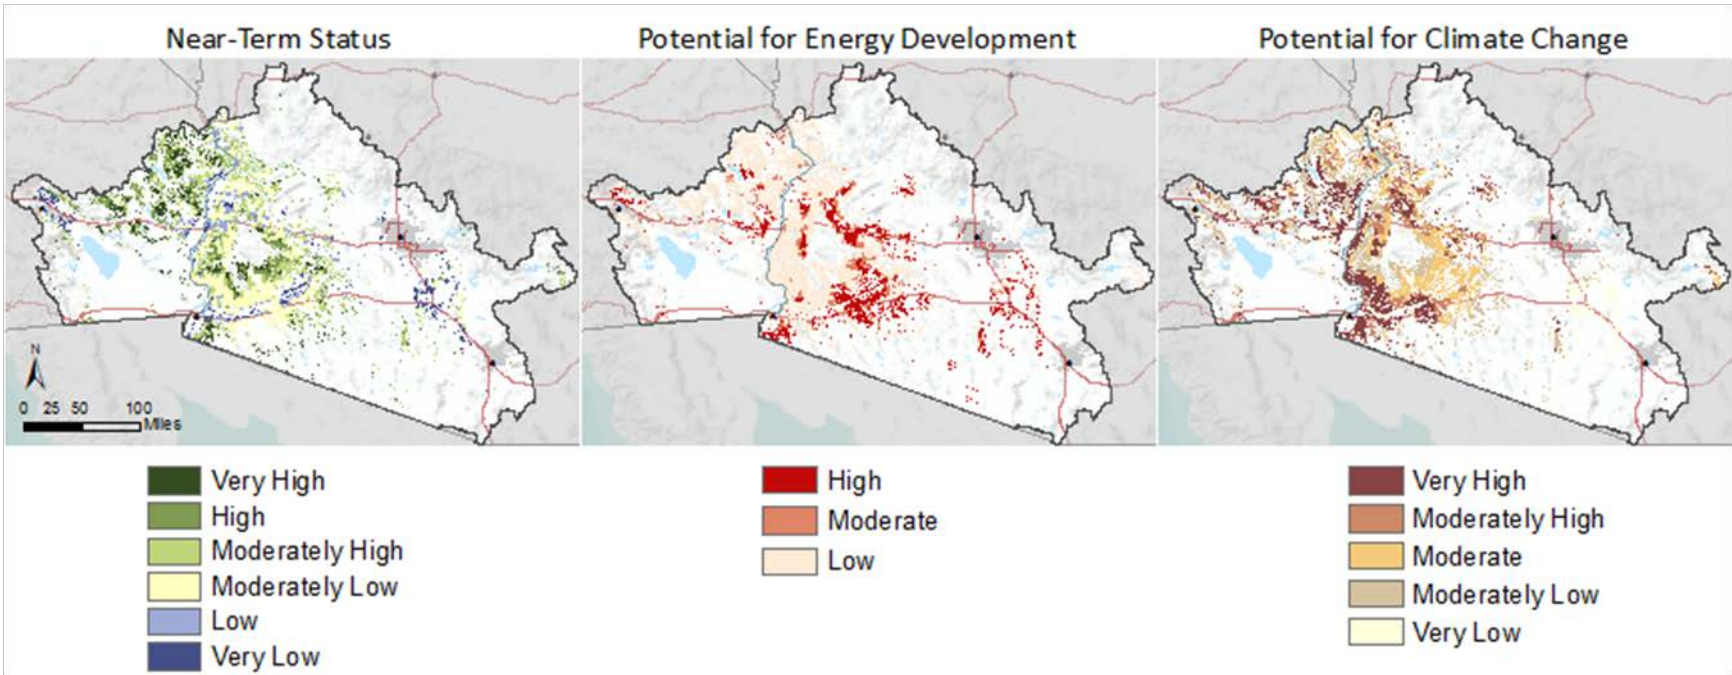 Near-Term Status
Potential for Energy Development
Potential for Climate Change
N
0 25 50 100
Miles
Very High
High
Moderately High
Moderately Low
Low
Very Low
High
Moderate
Low
Very High
Moderately High
Moderate
Moderately Low
Very Low